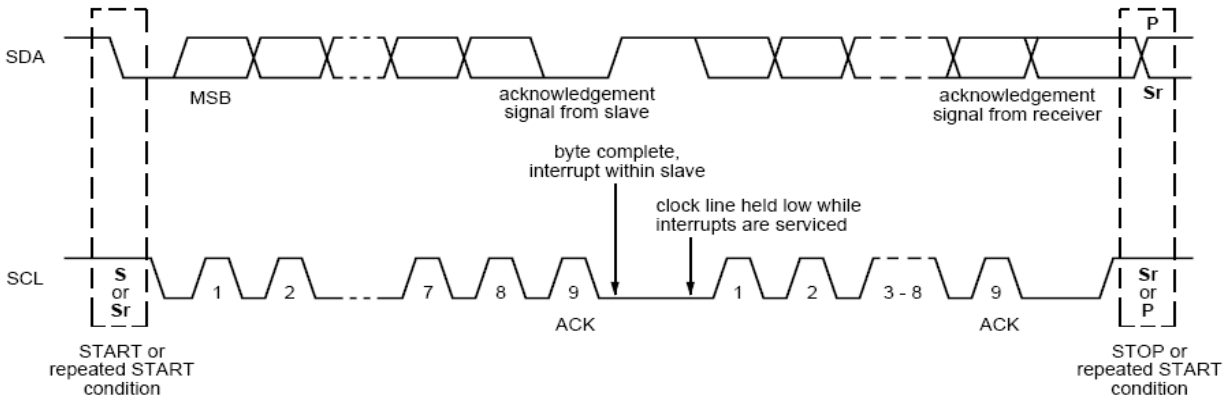 P
SDA
MSB
acknowledgement
signal from slave
acknowledgement
signal from receiver
Sr
byte complete,
interrupt within slave
clock line held low while
interrupts are serviced
SCL
S
or
Sr
1
2
7
8
9
1
2
3 - 8
9
Sr
or
P
ACK
ACK
START or
repeated START
condition
STOP or
repeated START
condition